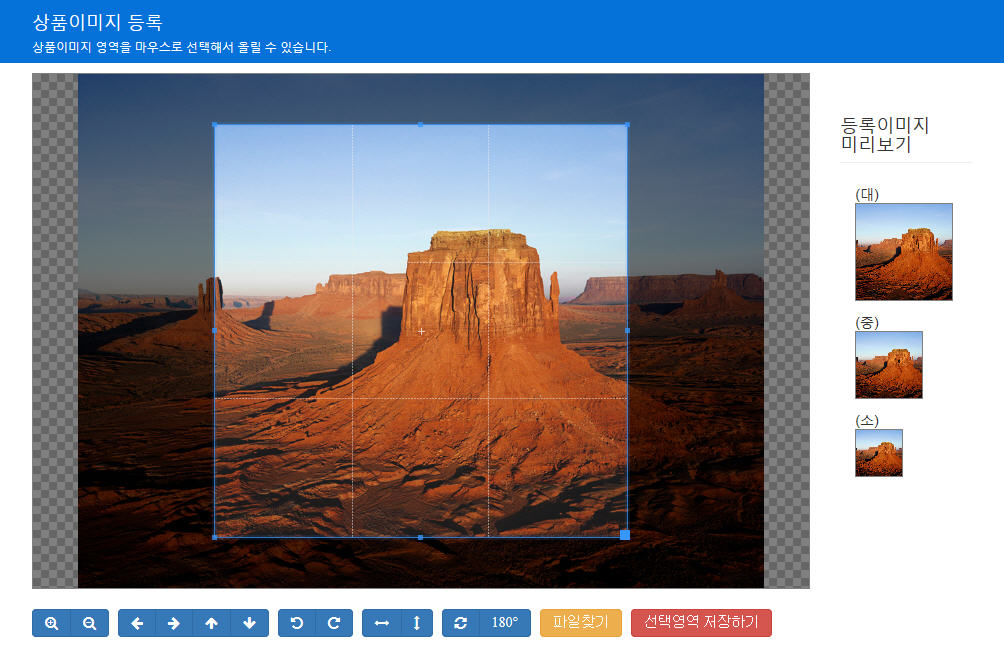 상품이미지 등록
상품이미지 영역을 마우스로 선택해서 올릴 수 있습니다.
등록이미지
미리보기
(대)
(중)
(소)
180°
파일찾기
선택영역 저장하기